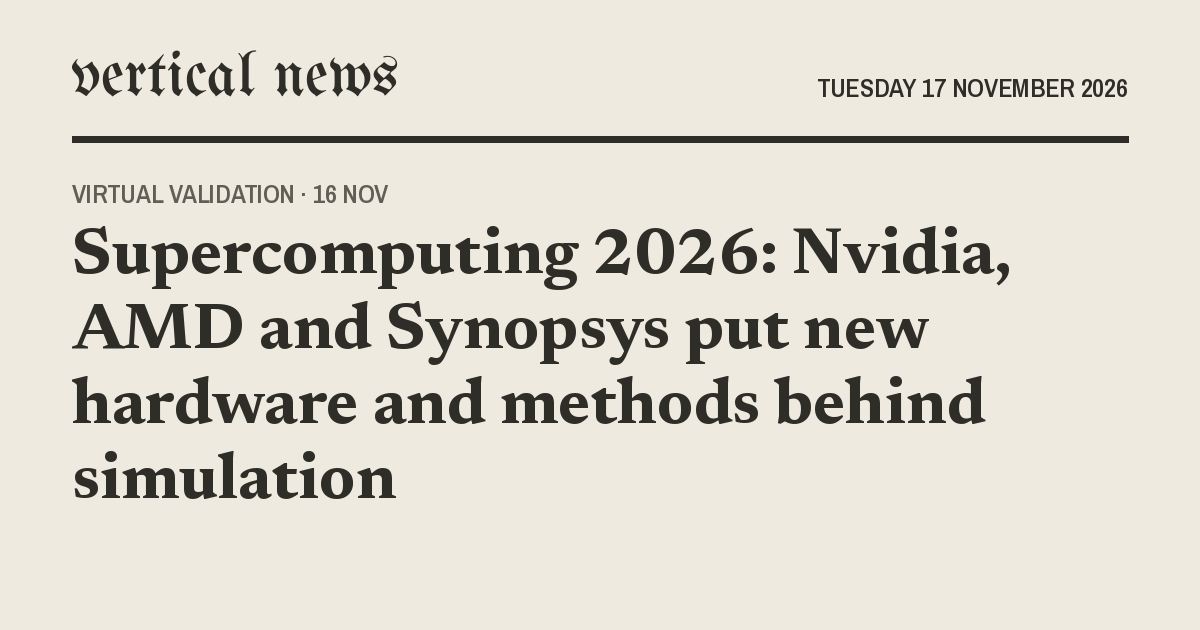 vertical news
TUESDAY 17 NOVEMBER 2026
VIRTUAL VALIDATION · 16 NOV
Supercomputing 2026: Nvidia,
AMD and Synopsys put new
hardware and methods behind
simulation